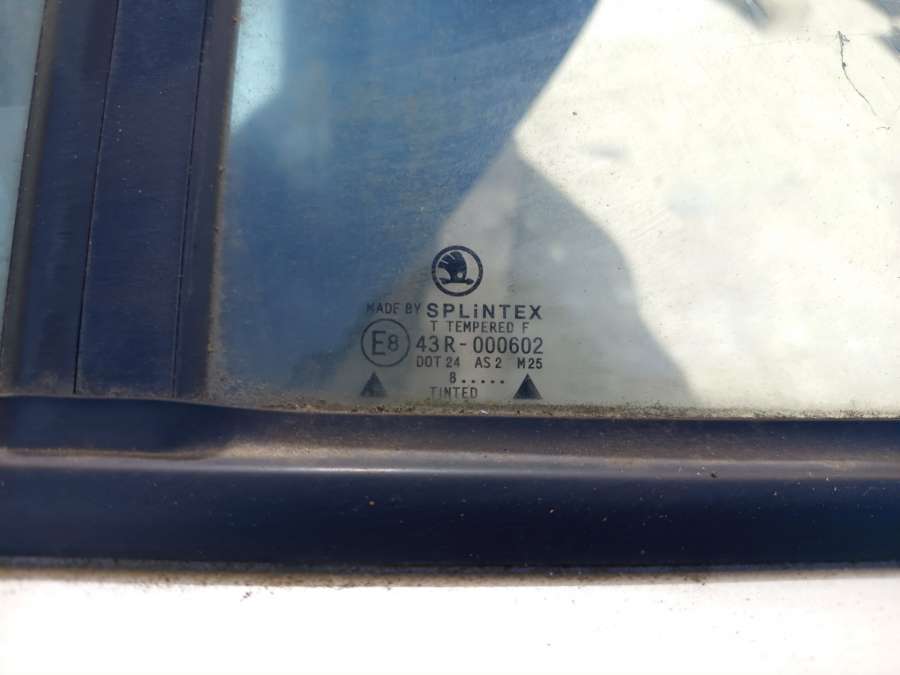 MADE BY SPLiNTEX
T TEMPERED F
E8 43R-000602
DOT 24 AS2 M25
8.....
TINTED